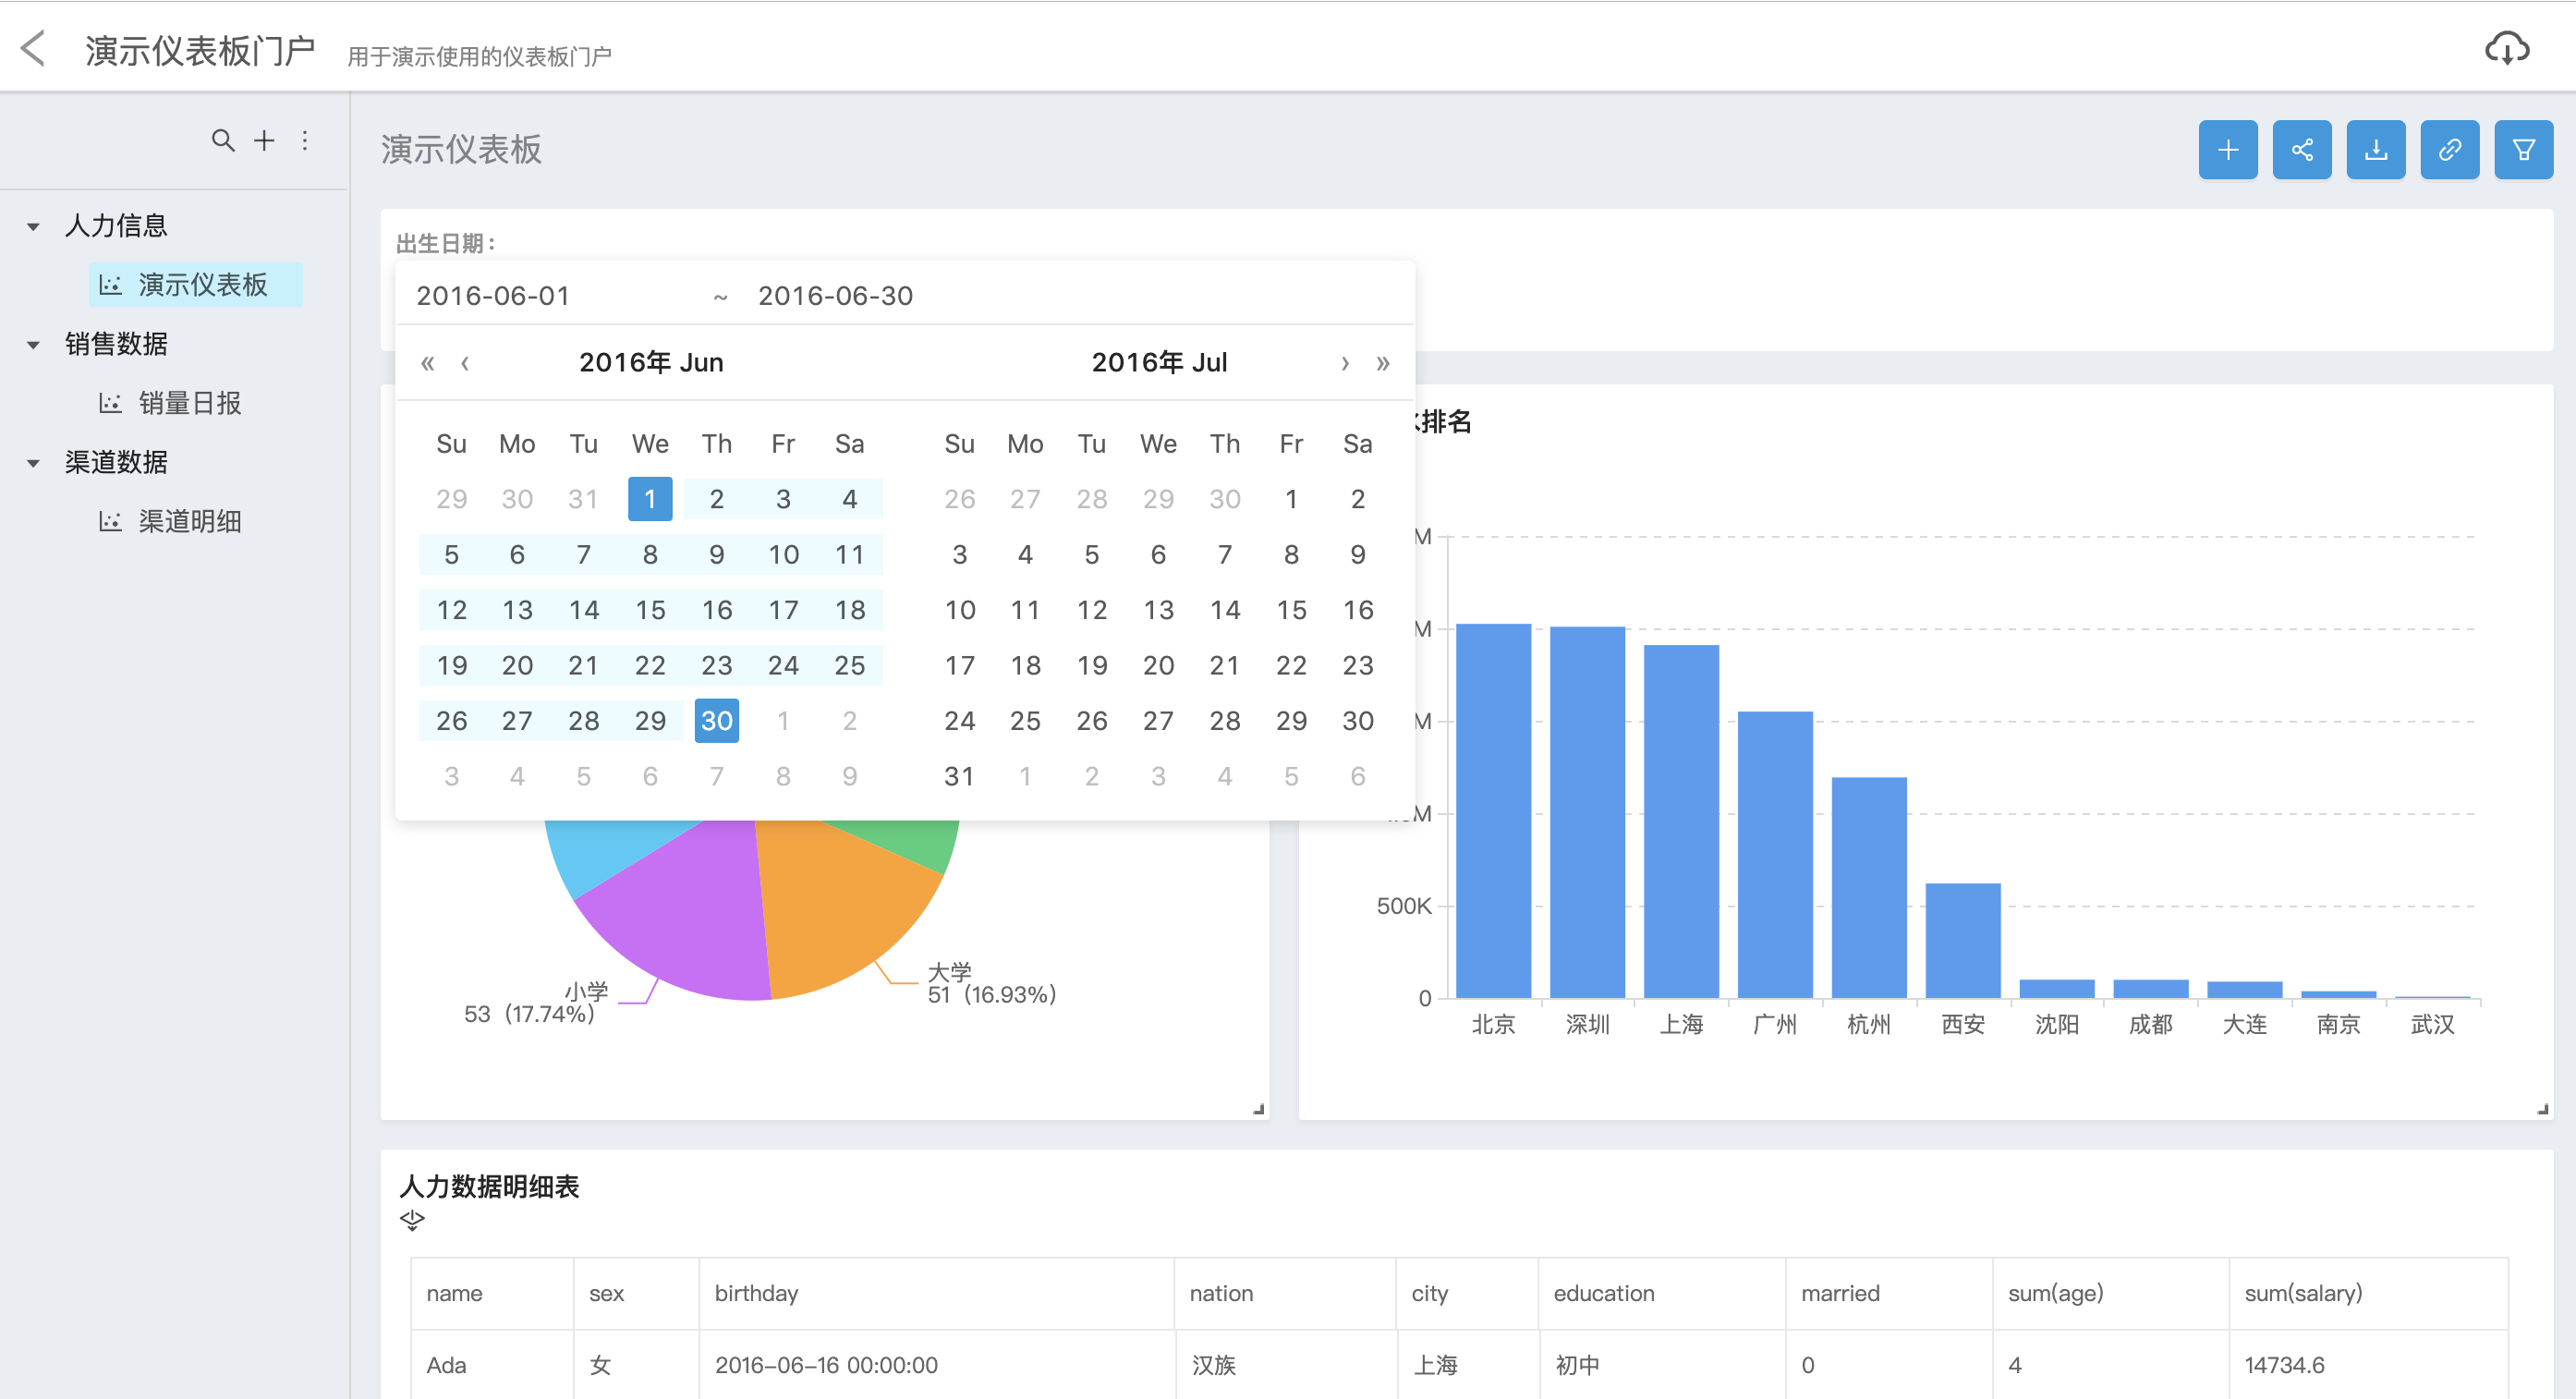 演示仪表板门户 用于演示使用的仪表板门户
演示仪表板
人力信息
演示仪表板
销售数据
销量日报
渠道数据
渠道明细
出生日期：
2016-06-01 ~ 2016-06-30
« ‹ 2016年 Jun 2016年 Jul › »
Su Mo Tu We Th Fr Sa Su Mo Tu We Th Fr Sa
29 30 31 1 2 3 4 26 27 28 29 30 1 2
5 6 7 8 9 10 11 3 4 5 6 7 8 9
12 13 14 15 16 17 18 10 11 12 13 14 15 16
19 20 21 22 23 24 25 17 18 19 20 21 22 23
26 27 28 29 30 1 2 24 25 26 27 28 29 30
3 4 5 6 7 8 9 31 1 2 3 4 5 6
小学
53（17.74%）
大学
51（16.93%）
排名
M
M
M
M
500K
0
北京 深圳 上海 广州 杭州 西安 沈阳 成都 大连 南京 武汉
人力数据明细表
name sex birthday nation city education married sum(age) sum(salary)
Ada 女 2016-06-16 00:00:00 汉族 上海 初中 0 4 14734.6